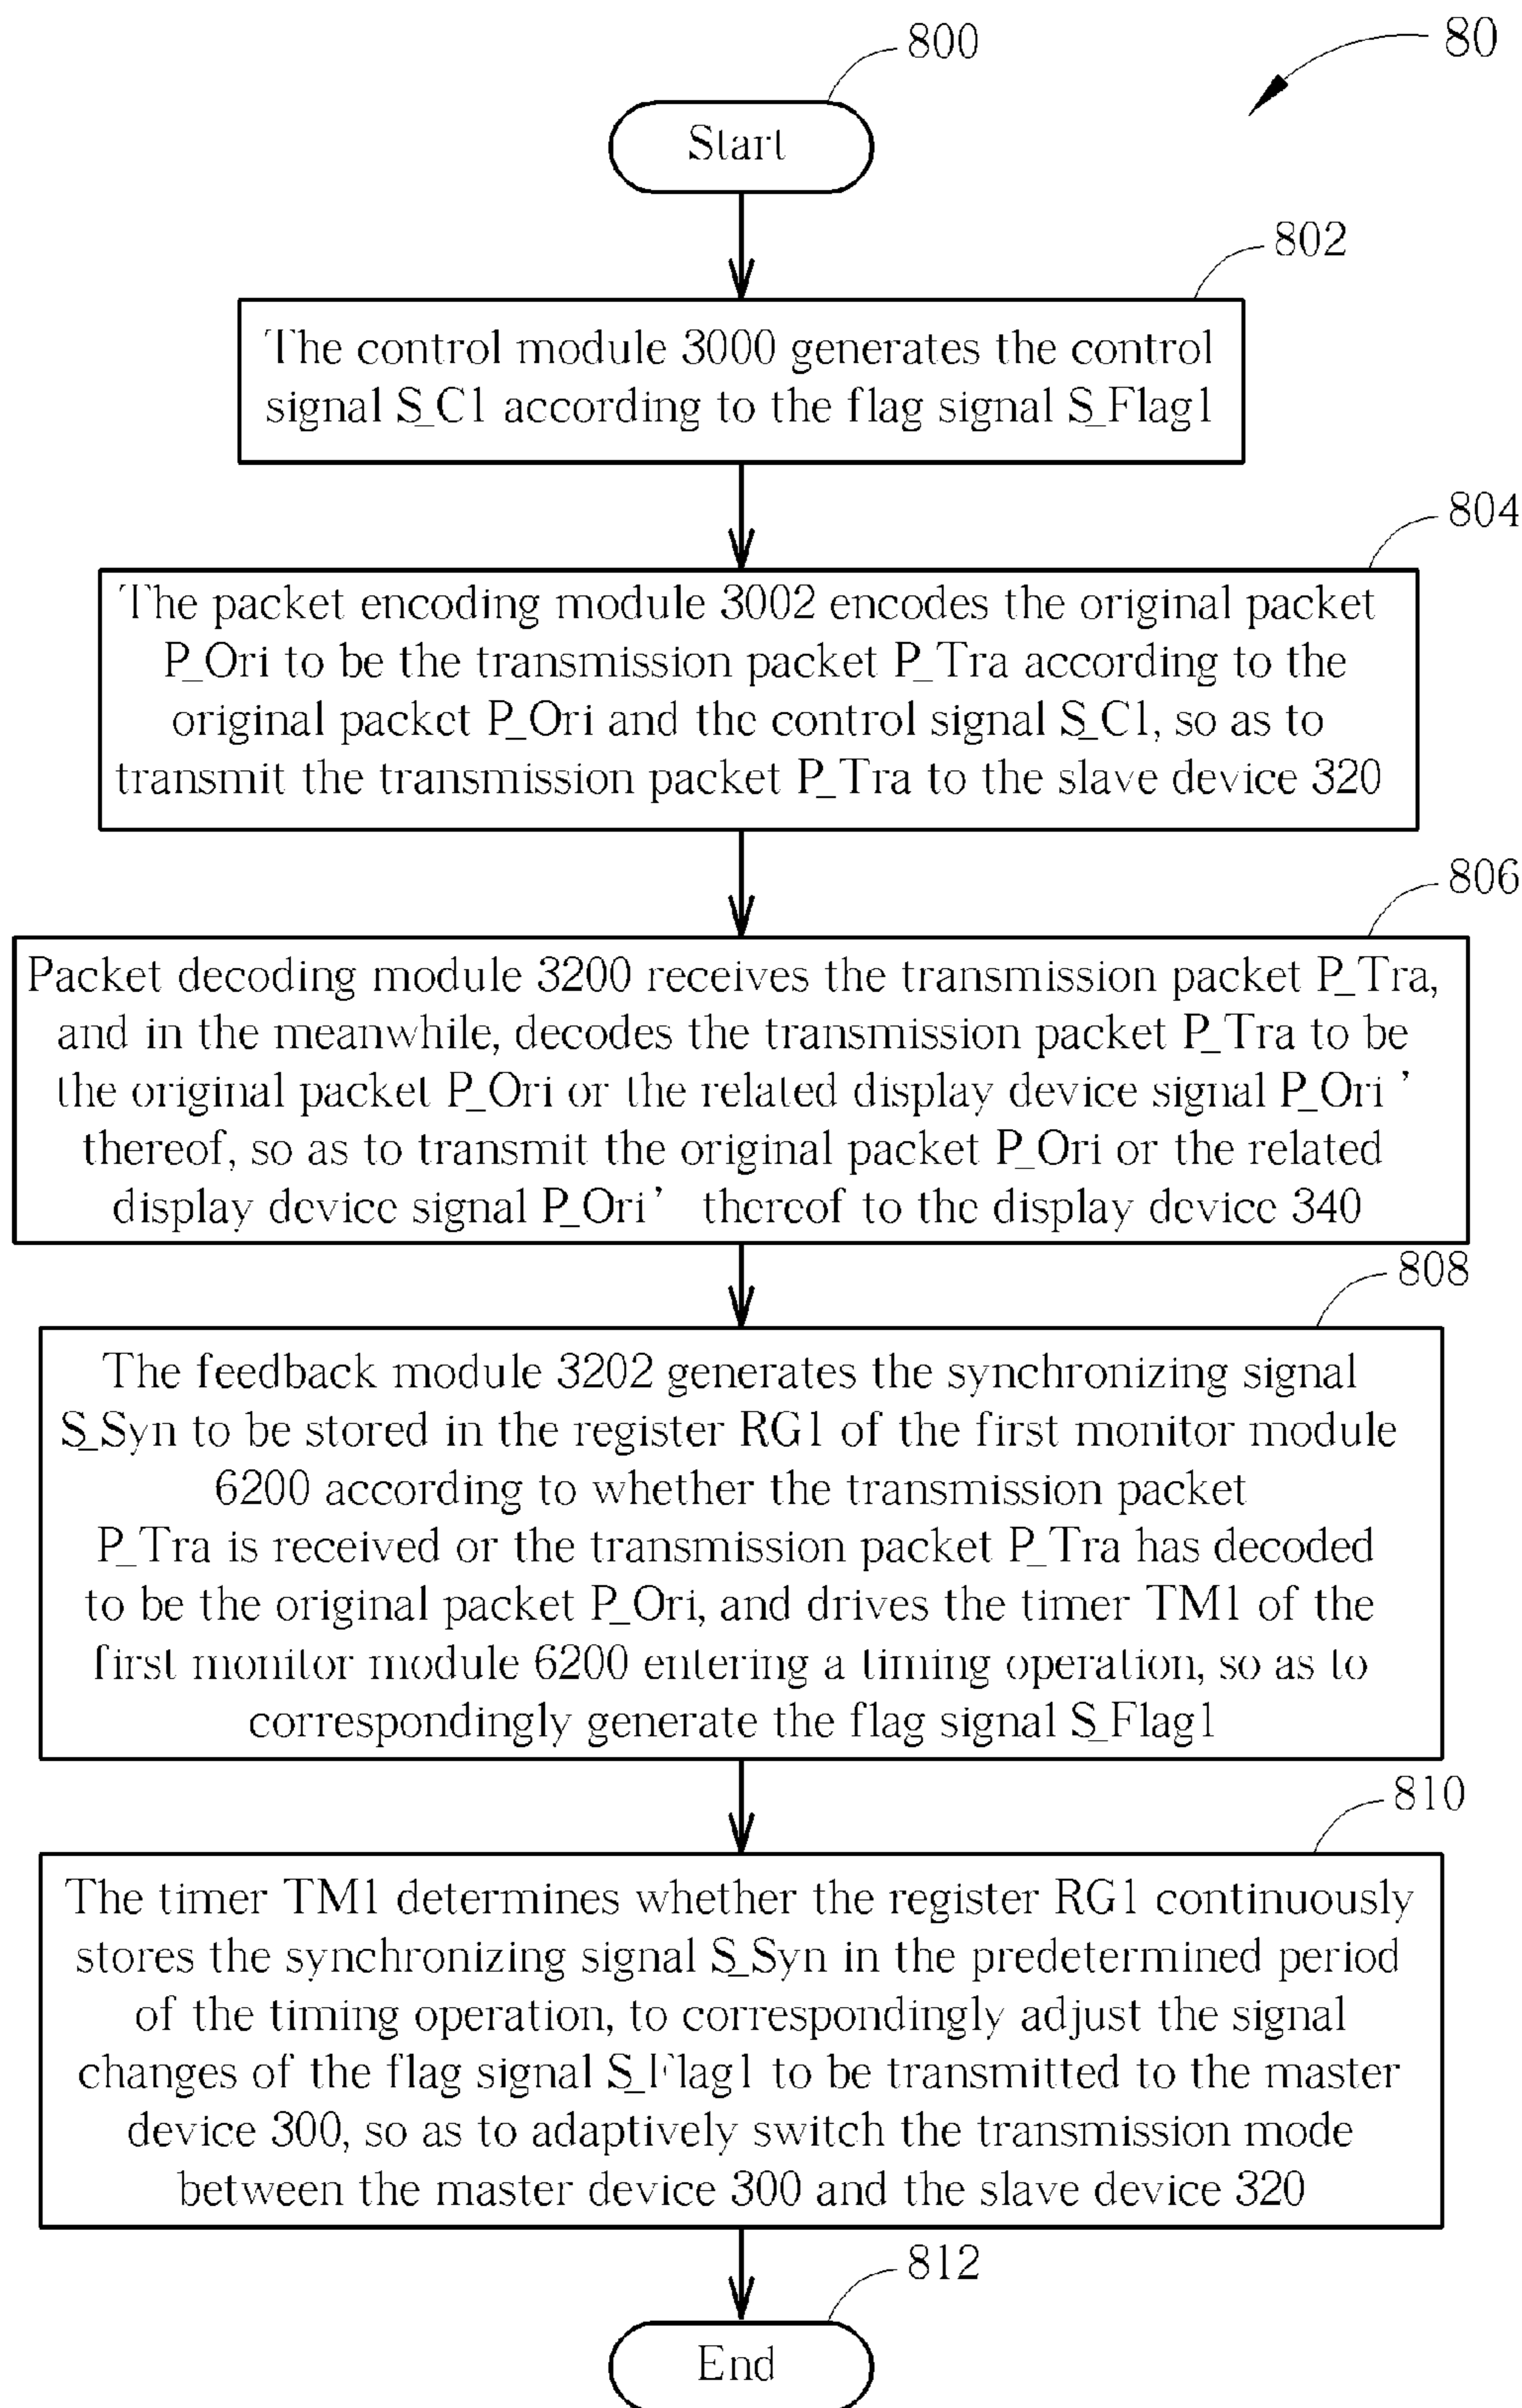 800
80
Start
802
The control module 3000 generates the control
signal S_C1 according to the flag signal S_Flag1
804
The packet encoding module 3002 encodes the original packet
P_Ori to be the transmission packet P_Tra according to the
original packet P_Ori and the control signal S_C1, so as to
transmit the transmission packet P_Tra to the slave device 320
806
Packet decoding module 3200 receives the transmission packet P_Tra,
and in the meanwhile, decodes the transmission packet P_Tra to be
the original packet P_Ori or the related display device signal P_Ori’
thereof, so as to transmit the original packet P_Ori or the related
display device signal P_Ori’ thereof to the display device 340
808
The feedback module 3202 generates the synchronizing signal
S_Syn to be stored in the register RG1 of the first monitor module
6200 according to whether the transmission packet
P_Tra is received or the transmission packet P_Tra has decoded
to be the original packet P_Ori, and drives the timer TM1 of the
first monitor module 6200 entering a timing operation, so as to
correspondingly generate the flag signal S_Flag1
810
The timer TM1 determines whether the register RG1 continuously
stores the synchronizing signal S_Syn in the predetermined period
of the timing operation, to correspondingly adjust the signal
changes of the flag signal S_Flag1 to be transmitted to the master
device 300, so as to adaptively switch the transmission mode
between the master device 300 and the slave device 320
812
End